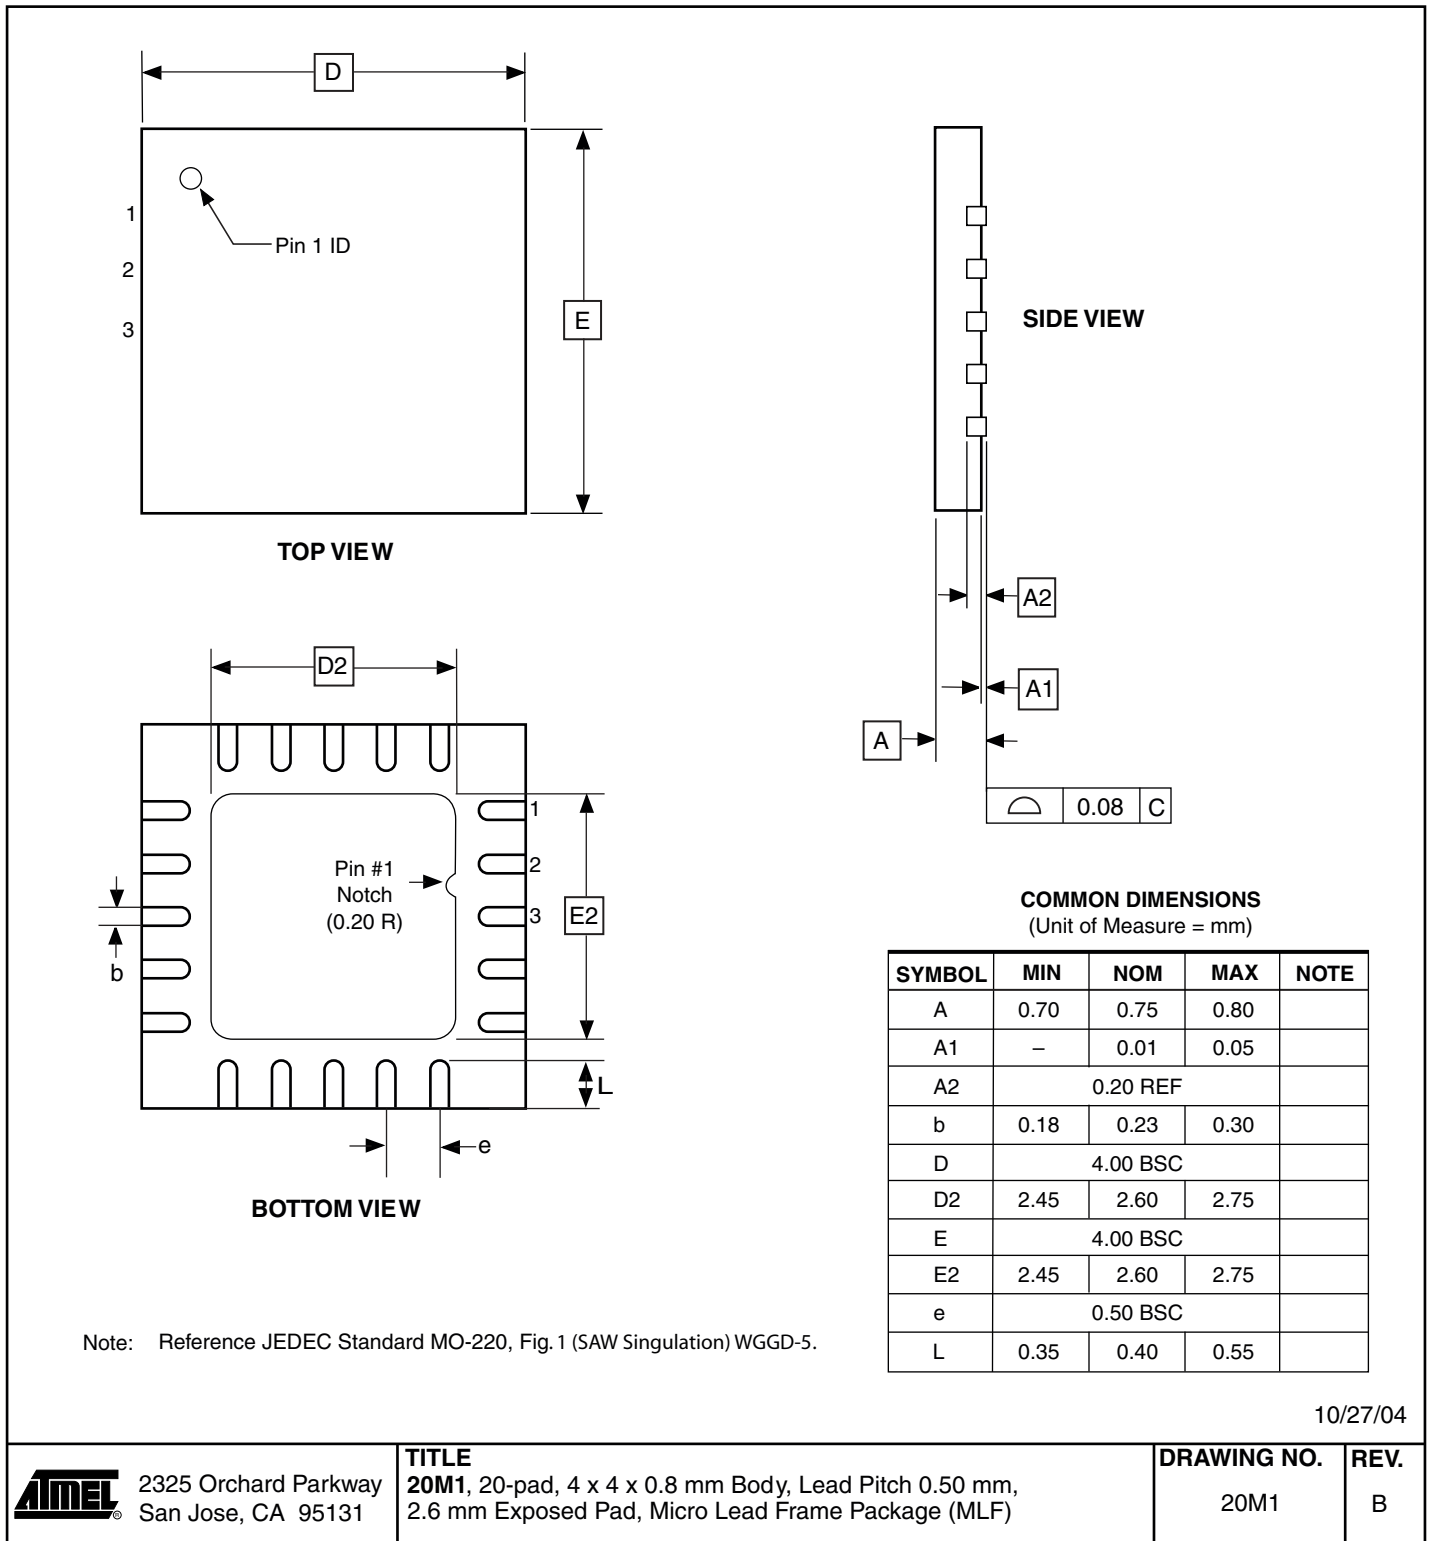 D
1
2
3
Pin 1 ID
E
TOP VIEW
SIDE VIEW
A2
A1
A
0.08 C
D2
1
2
3
Pin #1
Notch
(0.20 R)
E2
b
L
e
BOTTOM VIEW
COMMON DIMENSIONS
(Unit of Measure = mm)
SYMBOL MIN NOM MAX NOTE
A 0.70 0.75 0.80
A1 – 0.01 0.05
A2 0.20 REF
b 0.18 0.23 0.30
D 4.00 BSC
D2 2.45 2.60 2.75
E 4.00 BSC
E2 2.45 2.60 2.75
e 0.50 BSC
L 0.35 0.40 0.55
Note: Reference JEDEC Standard MO-220, Fig. 1 (SAW Singulation) WGGD-5.
10/27/04
ATMEL ®
2325 Orchard Parkway
San Jose, CA 95131
TITLE
20M1, 20-pad, 4 x 4 x 0.8 mm Body, Lead Pitch 0.50 mm,
2.6 mm Exposed Pad, Micro Lead Frame Package (MLF)
DRAWING NO.
20M1
REV.
B